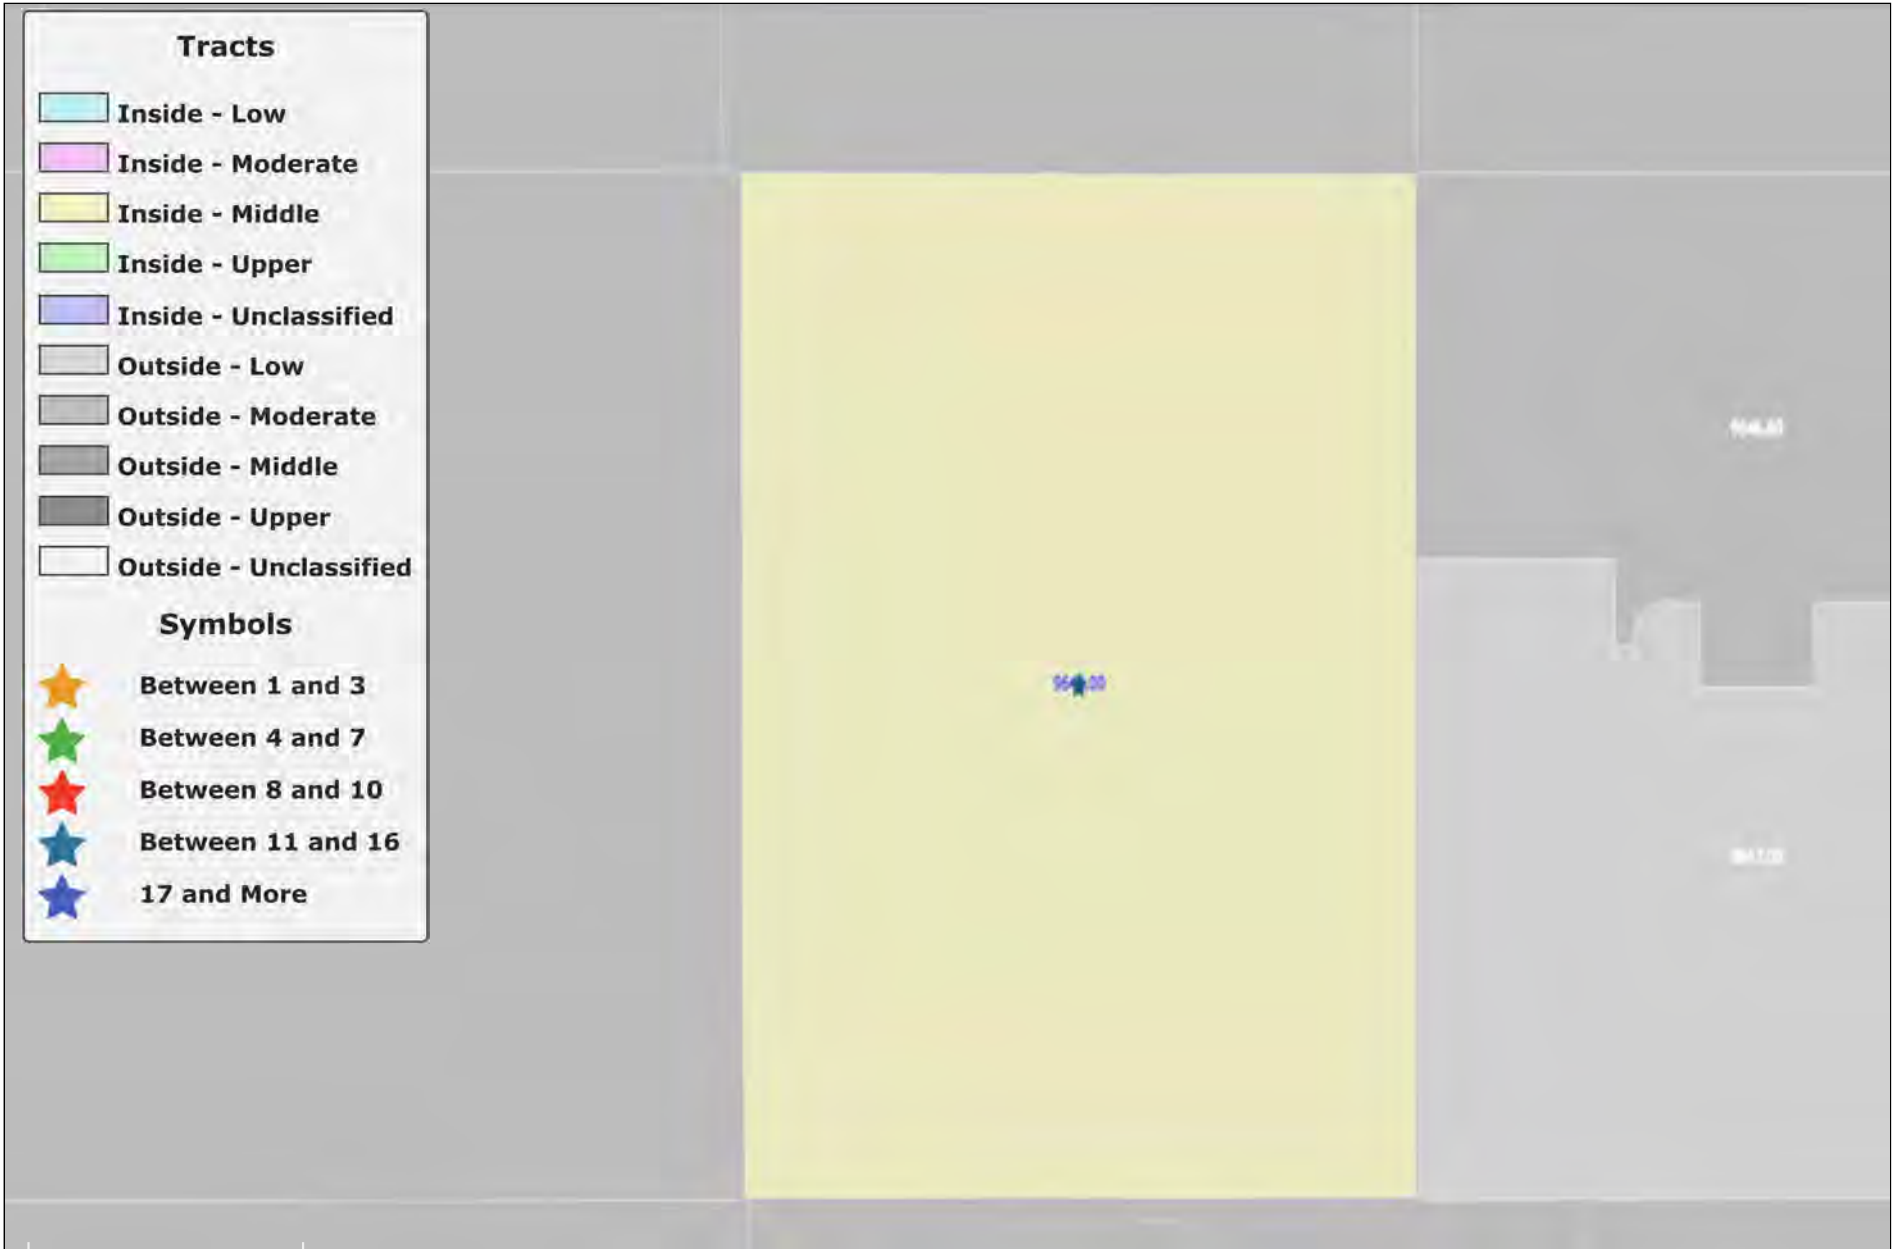 Tracts
Inside - Low
Inside - Moderate
Inside - Middle
Inside - Upper
Inside - Unclassified
Outside - Low
Outside - Moderate
Outside - Middle
Outside - Upper
Outside - Unclassified
Symbols
Between 1 and 3
Between 4 and 7
Between 8 and 10
Between 11 and 16
17 and More